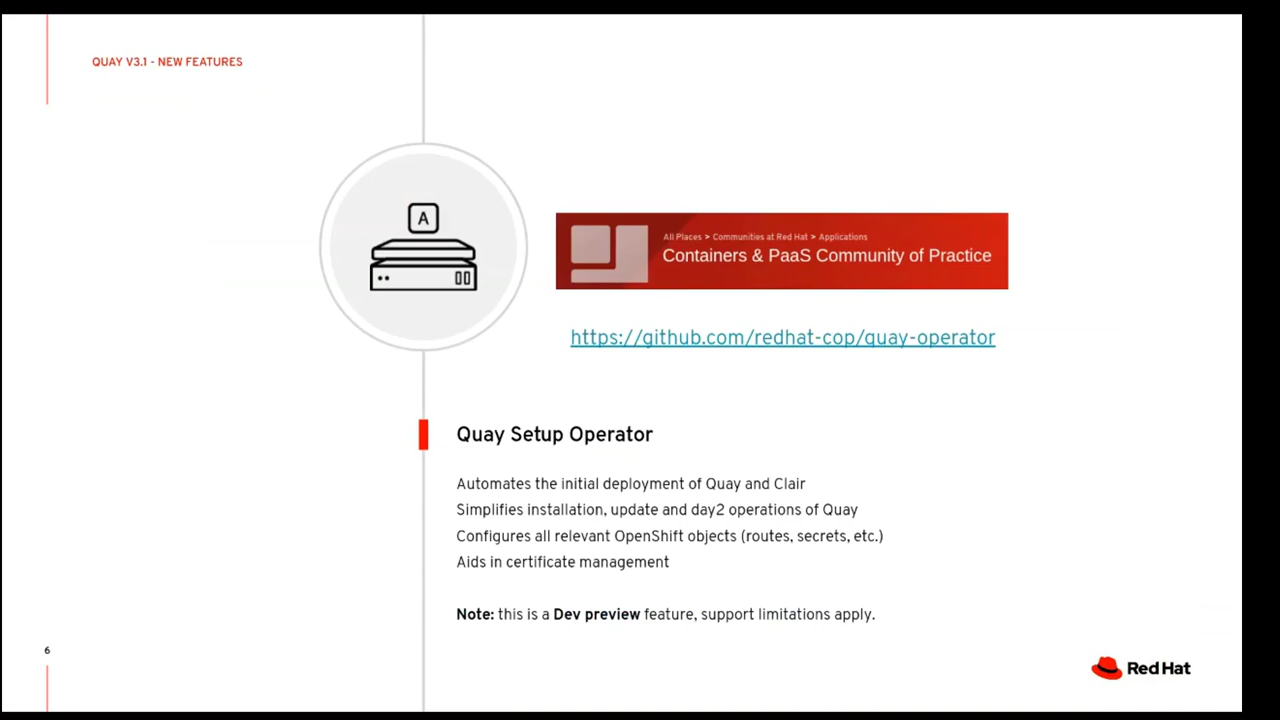 QUAY V3.1 - NEW FEATURES
A
All Places > Communities at Red Hat > Applications
Containers & PaaS Community of Practice
https://github.com/redhat-cop/quay-operator
Quay Setup Operator
Automates the initial deployment of Quay and Clair
Simplifies installation, update and day2 operations of Quay
Configures all relevant OpenShift objects (routes, secrets, etc.)
Aids in certificate management
Note: this is a Dev preview feature, support limitations apply.
6
Red Hat